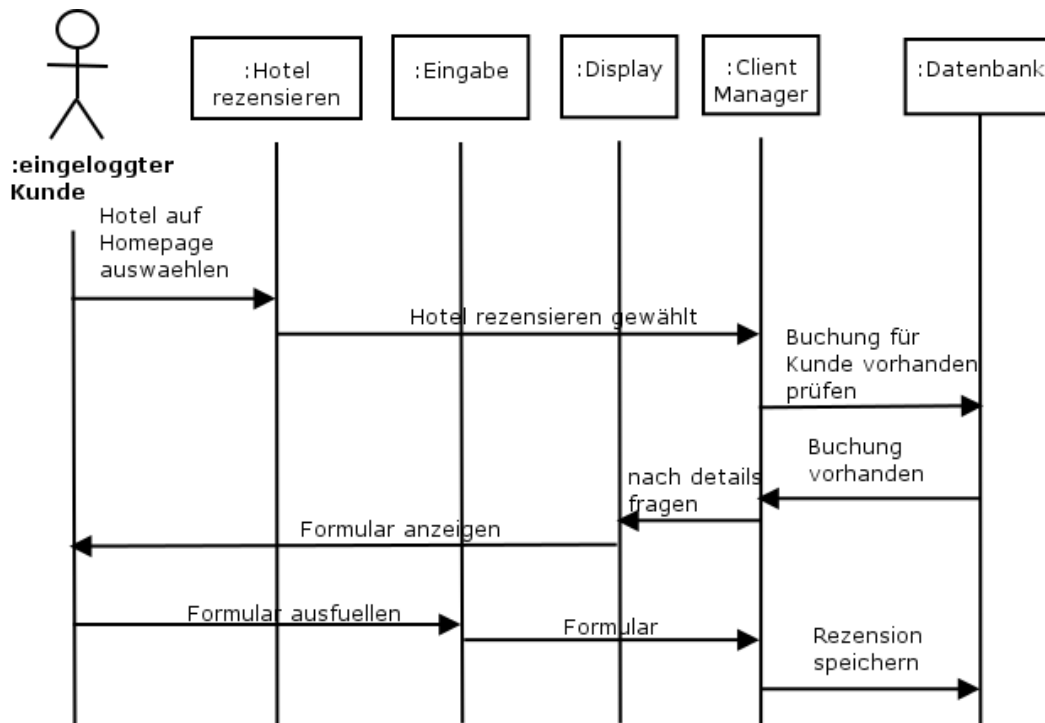 :Hotel
rezensieren
:Eingabe
:Display
:Client
Manager
:Datenbank
:eingeloggter
Kunde
Hotel auf
Homepage
auswaehlen
Hotel rezensieren gewählt
Buchung für
Kunde vorhanden
prüfen
Buchung
vorhanden
nach details
fragen
Formular anzeigen
Formular ausfuellen
Formular
Rezension
speichern